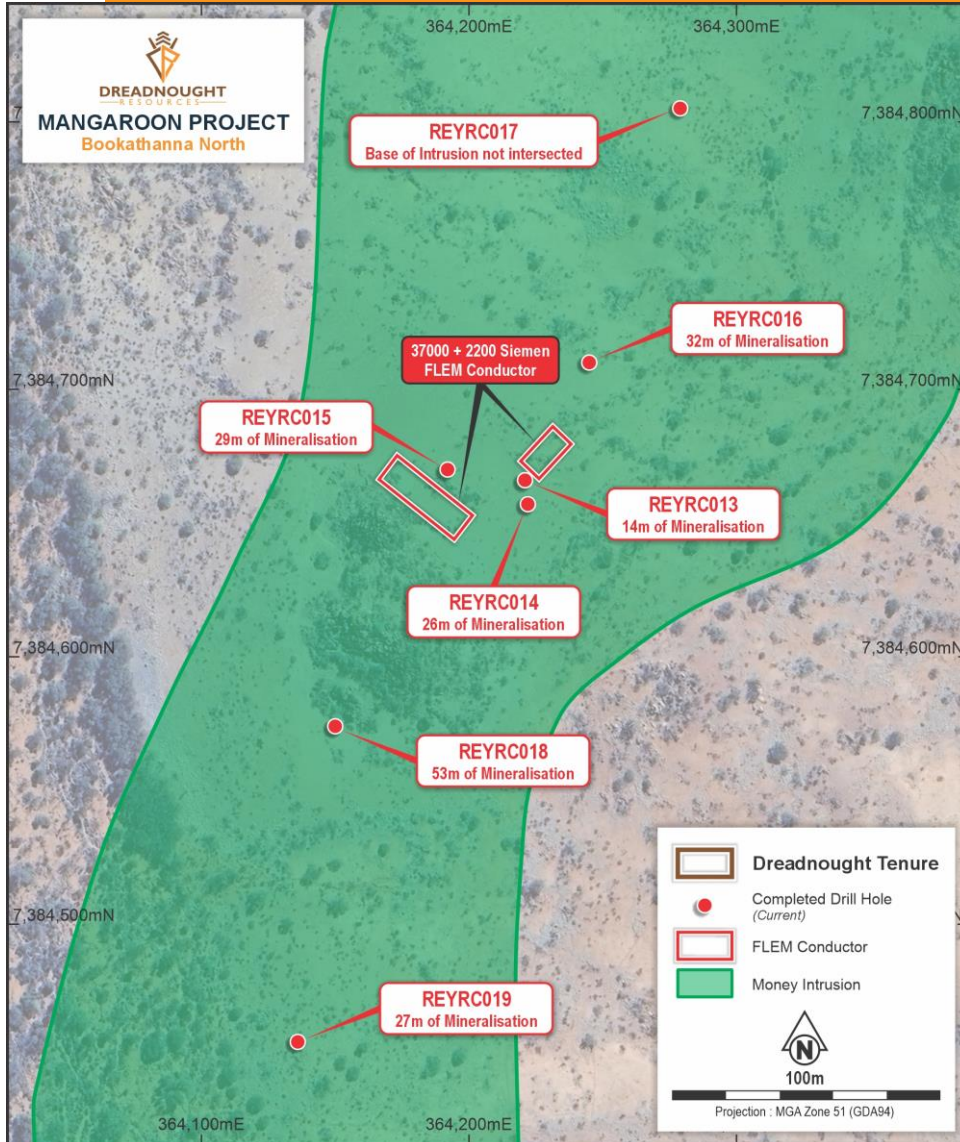 364,200mE
364,300mE
DREADNOUGHT
RESOURCES
MANGAROON PROJECT
Bookathanna North
7,384,800mN
7,384,800mN
REYRC017
Base of Intrusion not intersected
REYRC016
32m of Mineralisation
37000 + 2200 Siemen
FLEM Conductor
7,384,700mN
7,384,700mN
REYRC015
29m of Mineralisation
REYRC013
14m of Mineralisation
REYRC014
26m of Mineralisation
7,384,600mN
7,384,600mN
REYRC018
53m of Mineralisation
7,384,500mN
Dreadnought Tenure
Completed Drill Hole
(Current)
FLEM Conductor
Money Intrusion
N
100m
Projection : MGA Zone 51 (GDA94)
REYRC019
27m of Mineralisation
364,100mE
364,200mE